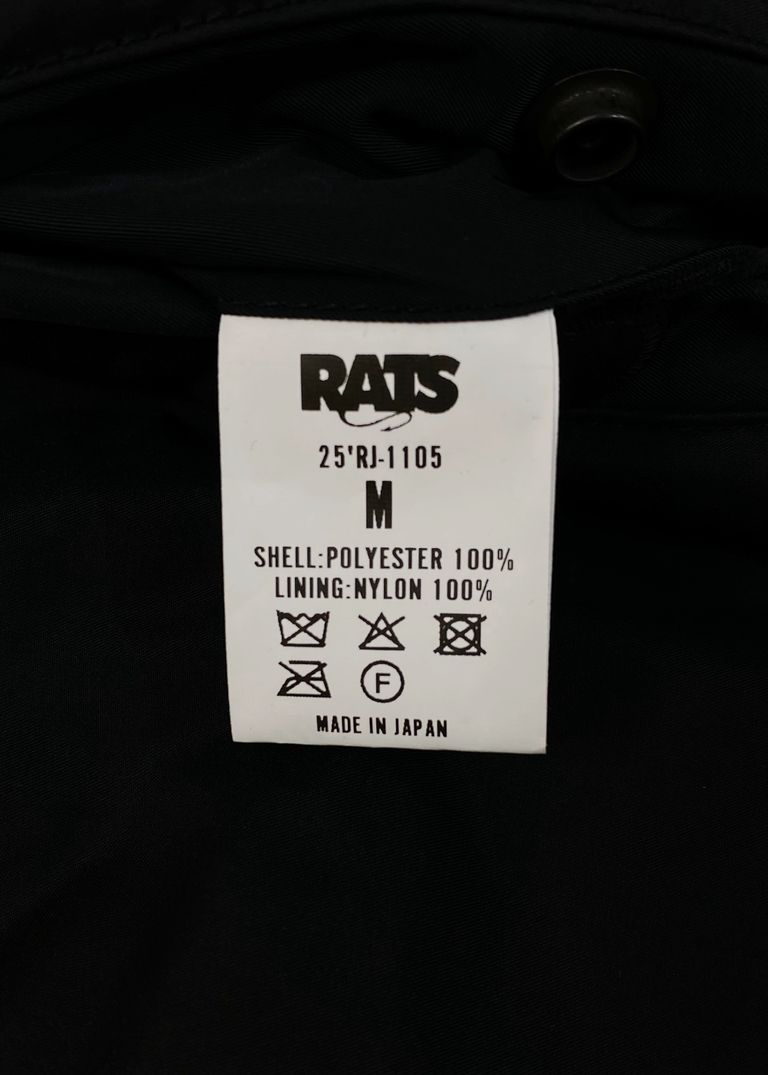 RATS
25'RJ-1105
M
SHELL:POLYESTER 100%
LINING:NYLON 100%
F
MADE IN JAPAN